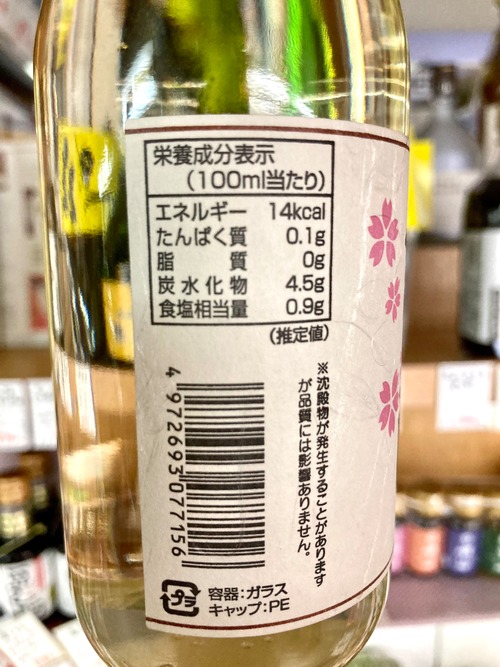 栄養成分表示
(100ml当たり)
エネルギー 14kcal
たんぱく質 0.1g
脂質 0g
炭水化物 4.5g
食塩相当量 0.9g
(推定値)
※沈殿物が発生することがあります
が品質には影響ありません。
4 972693 077156
プラ
容器:ガラス
キャップ:PE